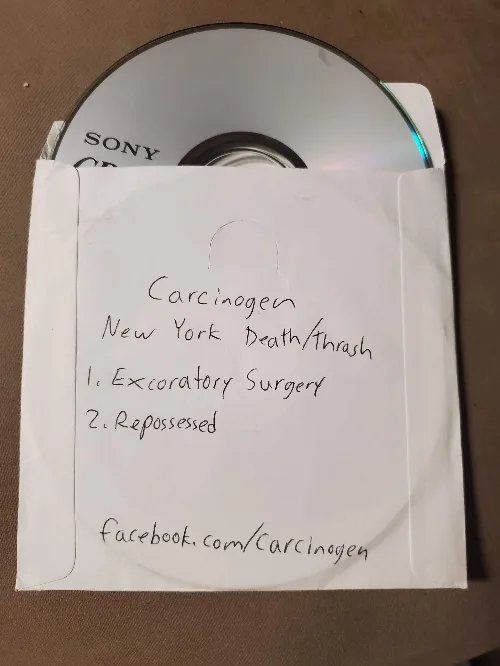 SONY
Carcinogen
New York Death/thrash
1. Excoratory Surgery
2. Repossessed
facebook.com/carcinogen